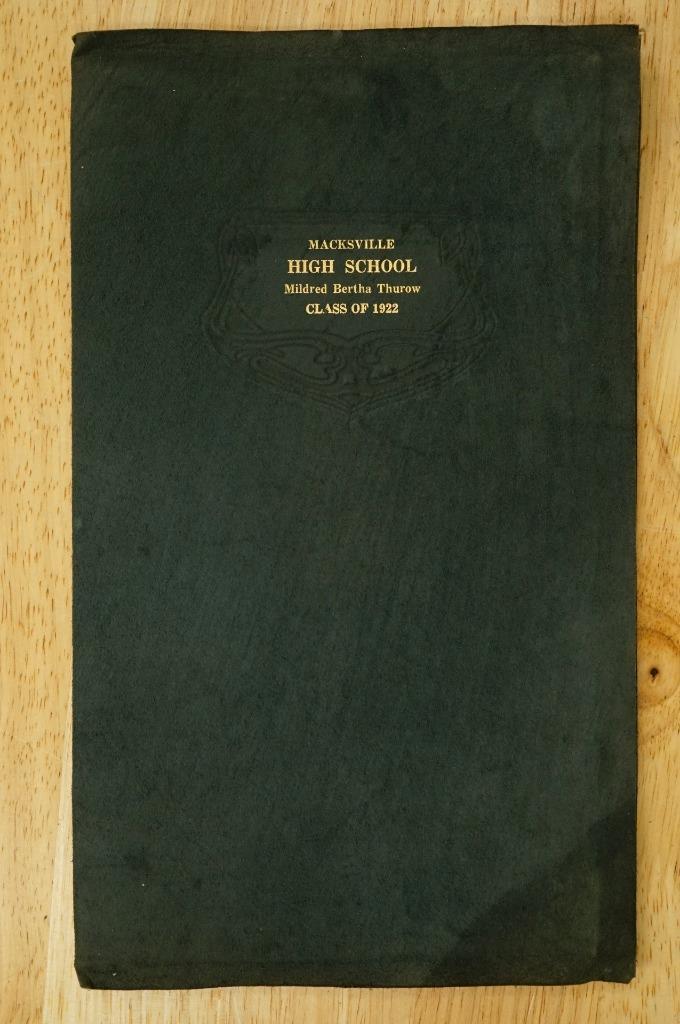 MACKSVILLE
HIGH SCHOOL
Mildred Bertha Thurow
CLASS OF 1922